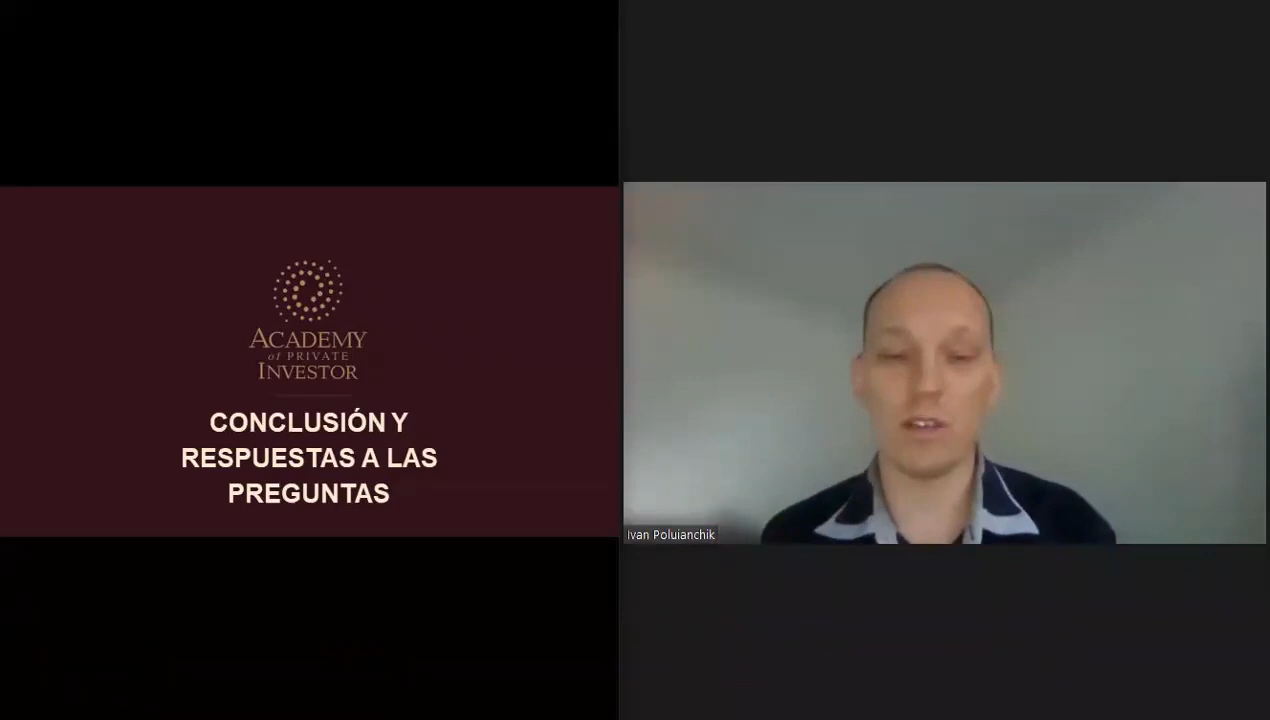 ACADEMY
of PRIVATE
INVESTOR
CONCLUSIÓN Y
RESPUESTAS A LAS
PREGUNTAS
Ivan Poluianchik